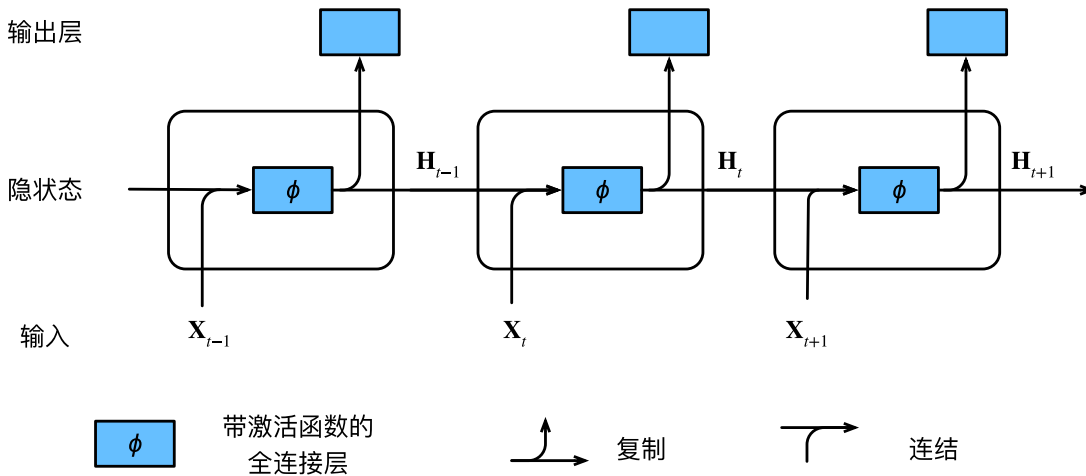 输出层
隐状态
ϕ
H_{t-1}
ϕ
H_t
ϕ
H_{t+1}
输入
X_{t-1}
X_t
X_{t+1}
ϕ
带激活函数的
全连接层
复制
连结